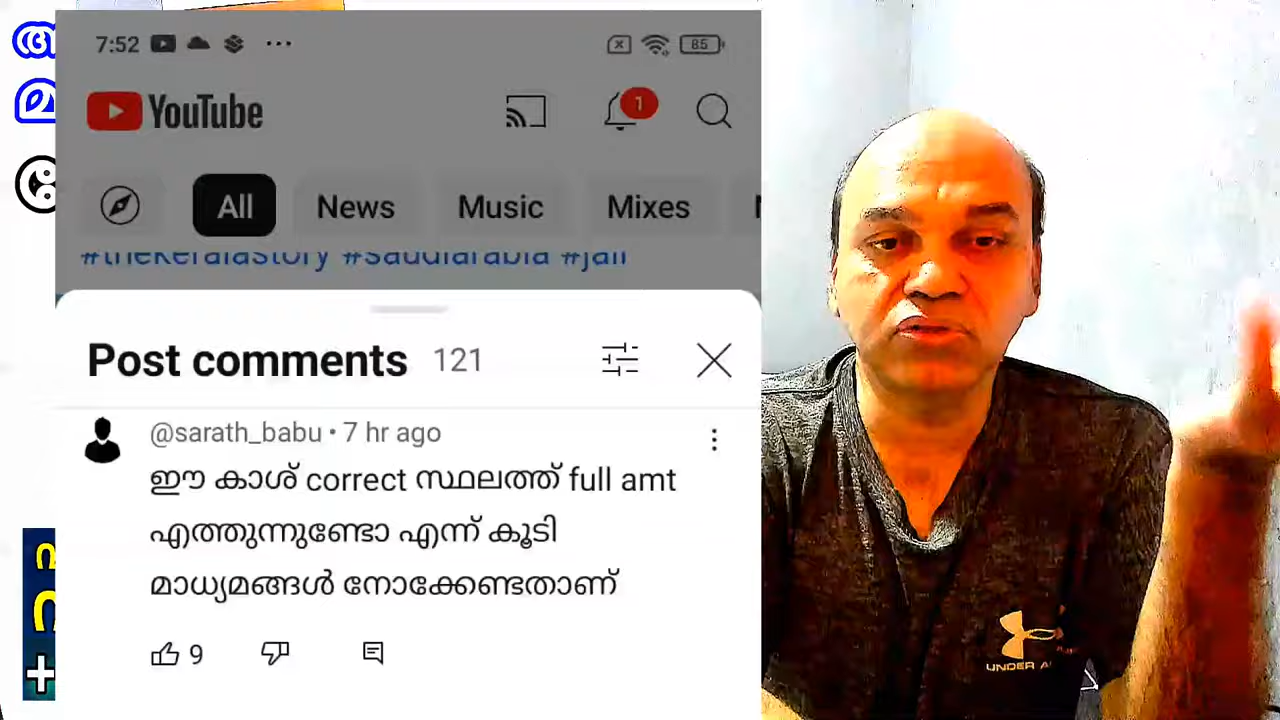 7:52
85
YouTube
1
All
News
Music
Mixes
#thekeralastory #saudiarabia #jail
Post comments 121
@sarath_babu • 7 hr ago
ഈ കാശ് correct സ്ഥലത്ത് full amt
എത്തുന്നുണ്ടോ എന്ന് കൂടി
മാധ്യമങ്ങൾ നോക്കേണ്ടതാണ്
9
UNDER